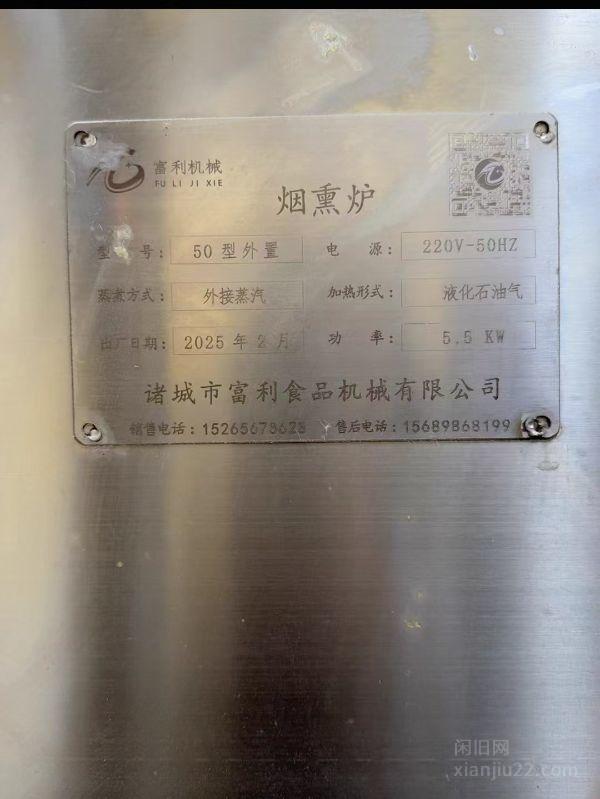 富利机械
FU LI JI XIE
烟熏炉
型 号: 50 型外置 电 源: 220V-50HZ
蒸煮方式: 外接蒸汽 加热形式: 液化石油气
出厂日期: 2025 年 2 月 功 率: 5.5 KW
诸城市富利食品机械有限公司
销售电话:15265678628 售后电话:15689868199
闲旧网
xianjiu22.com